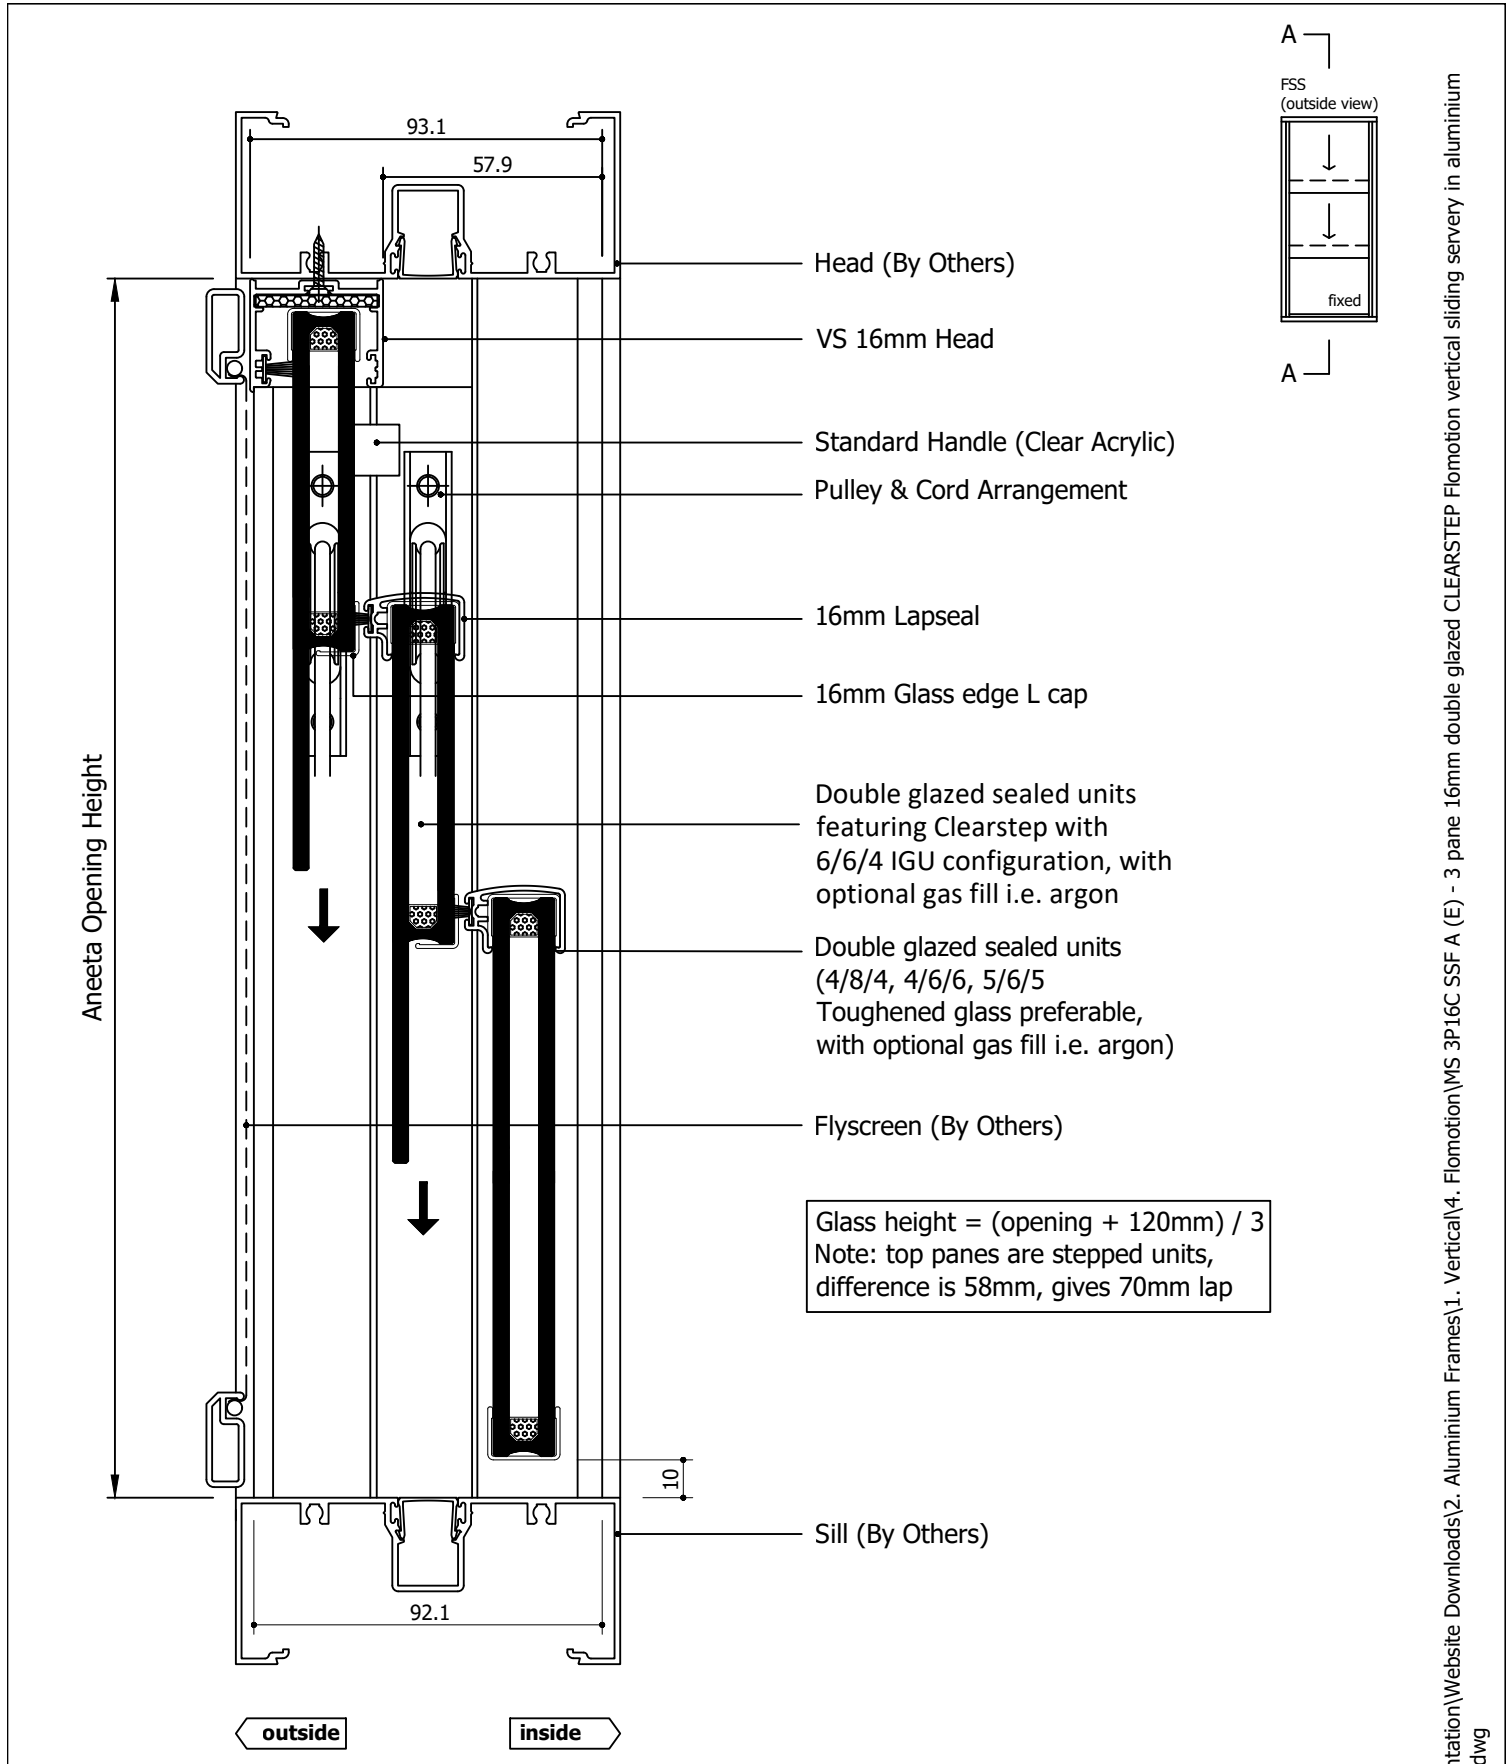 A
FSS
(outside view)
fixed
A
93.1
57.9
Head (By Others)
VS 16mm Head
Standard Handle (Clear Acrylic)
Pulley & Cord Arrangement
16mm Lapseal
16mm Glass edge L cap
Double glazed sealed units
featuring Clearstep with
6/6/4 IGU configuration, with
optional gas fill i.e. argon
Double glazed sealed units
(4/8/4, 4/6/6, 5/6/5
Toughened glass preferable,
with optional gas fill i.e. argon)
Flyscreen (By Others)
Glass height = (opening + 120mm) / 3
Note: top panes are stepped units,
difference is 58mm, gives 70mm lap
Aneeta Opening Height
10
Sill (By Others)
92.1
outside
inside
ntation\Website Downloads\2. Aluminium Frames\1. Vertical\4. Flomotion\MS 3P16C SSF A (E) - 3 pane 16mm double glazed CLEARSTEP Flomotion vertical sliding servery in aluminium
dwg